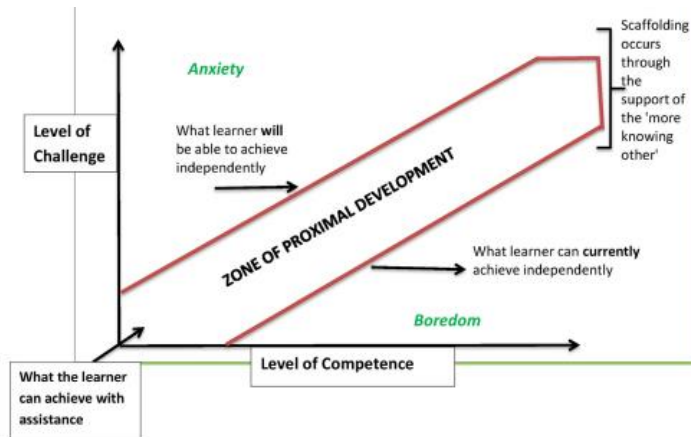 Scaffolding
occurs
through
the
support of
the 'more
knowing
other'
Anxiety
Level of
Challenge
What learner will
be able to achieve
independently
ZONE OF PROXIMAL DEVELOPMENT
What learner can currently
achieve independently
Boredom
Level of Competence
What the learner
can achieve with
assistance